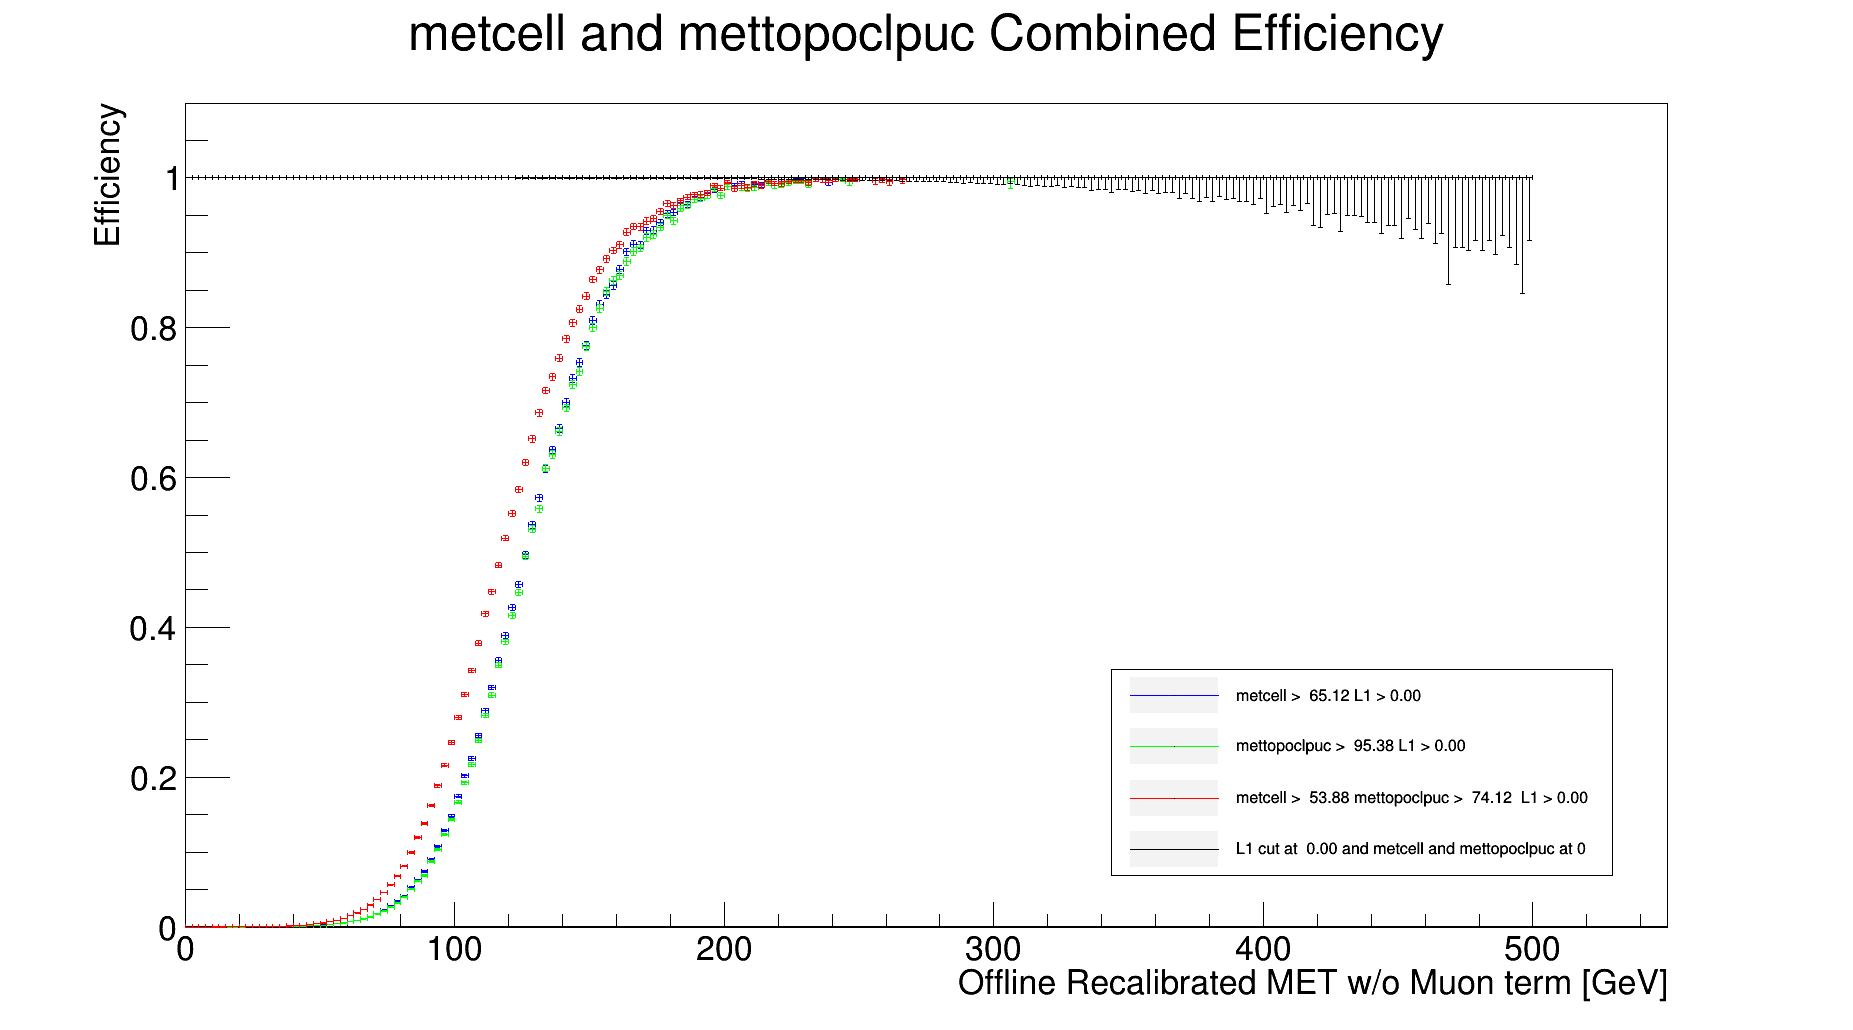 metcell and mettopoclpuc Combined Efficiency
Efficiency
1
0.8
0.6
0.4
0.2
0
metcell > 65.12 L1 > 0.00
mettopoclpuc > 95.38 L1 > 0.00
metcell > 53.88 mettopoclpuc > 74.12 L1 > 0.00
L1 cut at 0.00 and metcell and mettopoclpuc at 0
0 100 200 300 400 500
Offline Recalibrated MET w/o Muon term [GeV]